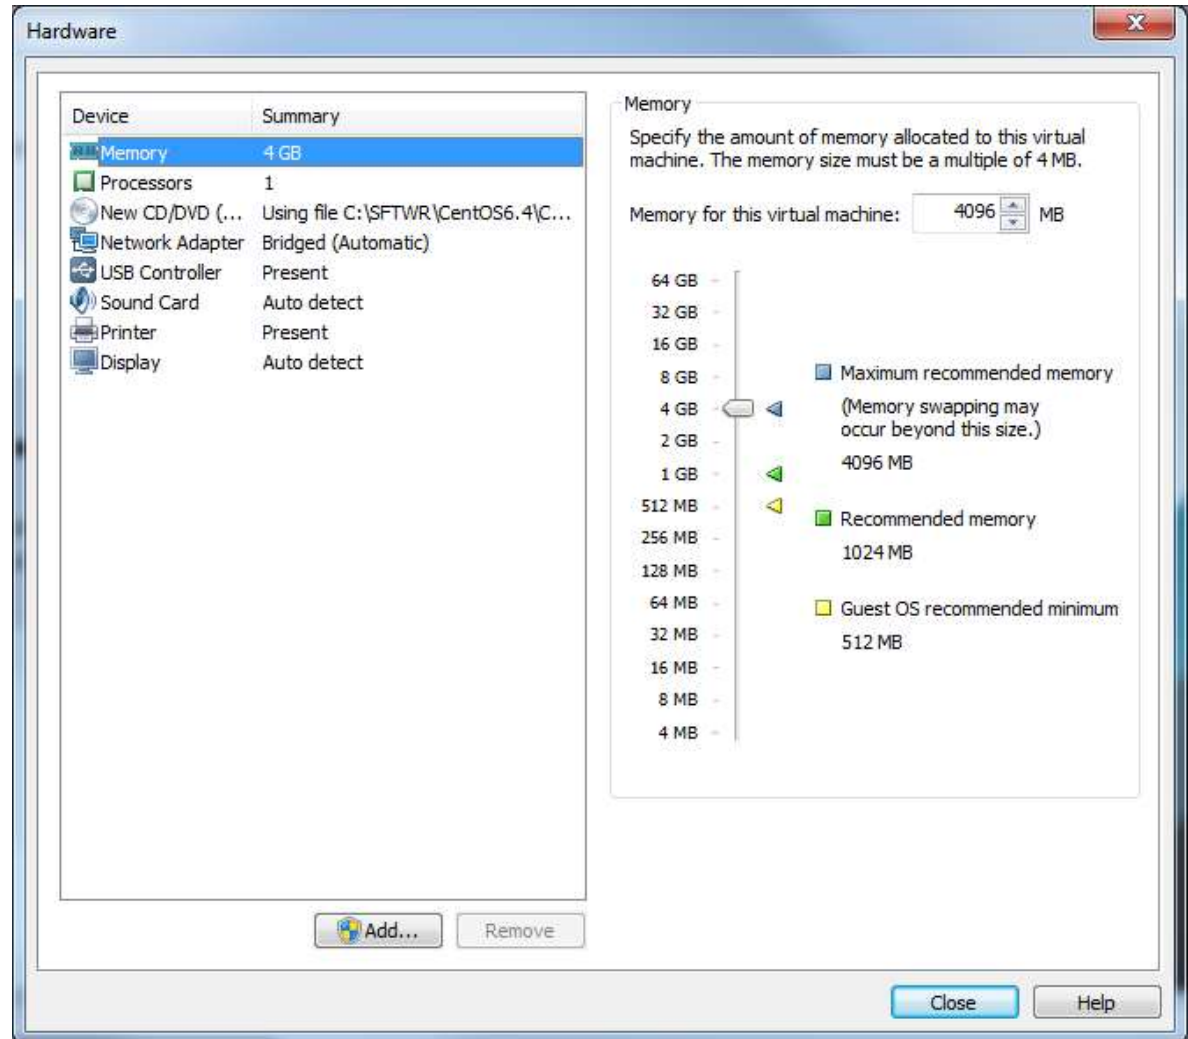 Hardware
Device Summary
Memory 4 GB
Processors 1
New CD/DVD (... Using file C:\SFTWR\CentOS6.4\C...
Network Adapter Bridged (Automatic)
USB Controller Present
Sound Card Auto detect
Printer Present
Display Auto detect
Add... Remove
Memory
Specify the amount of memory allocated to this virtual
machine. The memory size must be a multiple of 4 MB.
Memory for this virtual machine: 4096 MB
64 GB
32 GB
16 GB
8 GB
4 GB
2 GB
1 GB
512 MB
256 MB
128 MB
64 MB
32 MB
16 MB
8 MB
4 MB
Maximum recommended memory
(Memory swapping may
occur beyond this size.)
4096 MB
Recommended memory
1024 MB
Guest OS recommended minimum
512 MB
Close Help